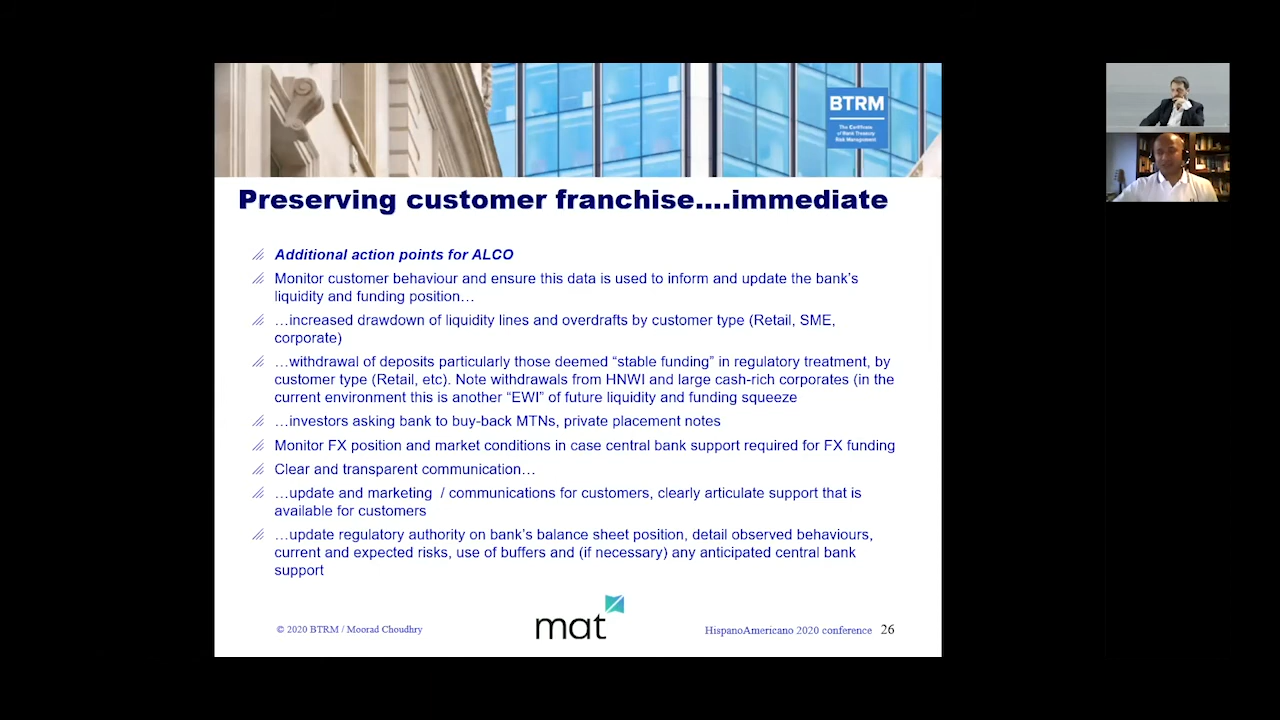 BTRM
The Certificate
of Bank Treasury
Risk Management
Preserving customer franchise....immediate
Additional action points for ALCO
Monitor customer behaviour and ensure this data is used to inform and update the bank’s
liquidity and funding position…
…increased drawdown of liquidity lines and overdrafts by customer type (Retail, SME,
corporate)
…withdrawal of deposits particularly those deemed “stable funding” in regulatory treatment, by
customer type (Retail, etc). Note withdrawals from HNWI and large cash-rich corporates (in the
current environment this is another “EWI” of future liquidity and funding squeeze
…investors asking bank to buy-back MTNs, private placement notes
Monitor FX position and market conditions in case central bank support required for FX funding
Clear and transparent communication…
…update and marketing / communications for customers, clearly articulate support that is
available for customers
…update regulatory authority on bank’s balance sheet position, detail observed behaviours,
current and expected risks, use of buffers and (if necessary) any anticipated central bank
support
© 2020 BTRM / Moorad Choudhry
mat
HispanoAmericano 2020 conference 26